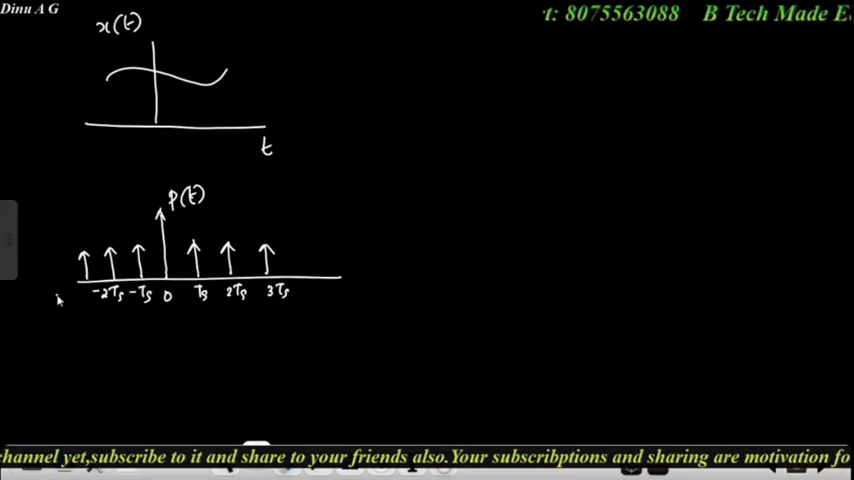 Dinu A G
t: 8075563088 B Tech Made E
x(t)
t
p(t)
-2Ts -Ts 0 Ts 2Ts 3Ts
channel yet,subscribe to it and share to your friends also.Your subscribptions and sharing are motivation fo